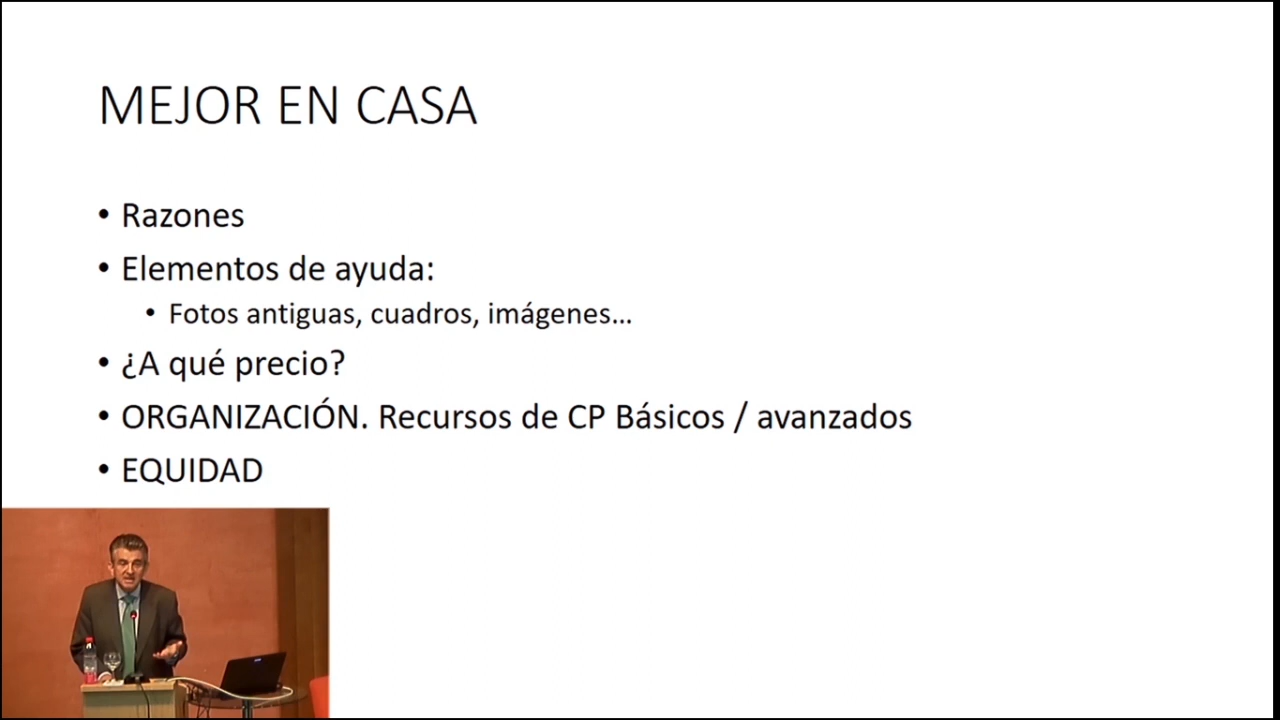 MEJOR EN CASA
• Razones
• Elementos de ayuda:
• Fotos antiguas, cuadros, imágenes...
• ¿A qué precio?
• ORGANIZACIÓN. Recursos de CP Básicos / avanzados
• EQUIDAD